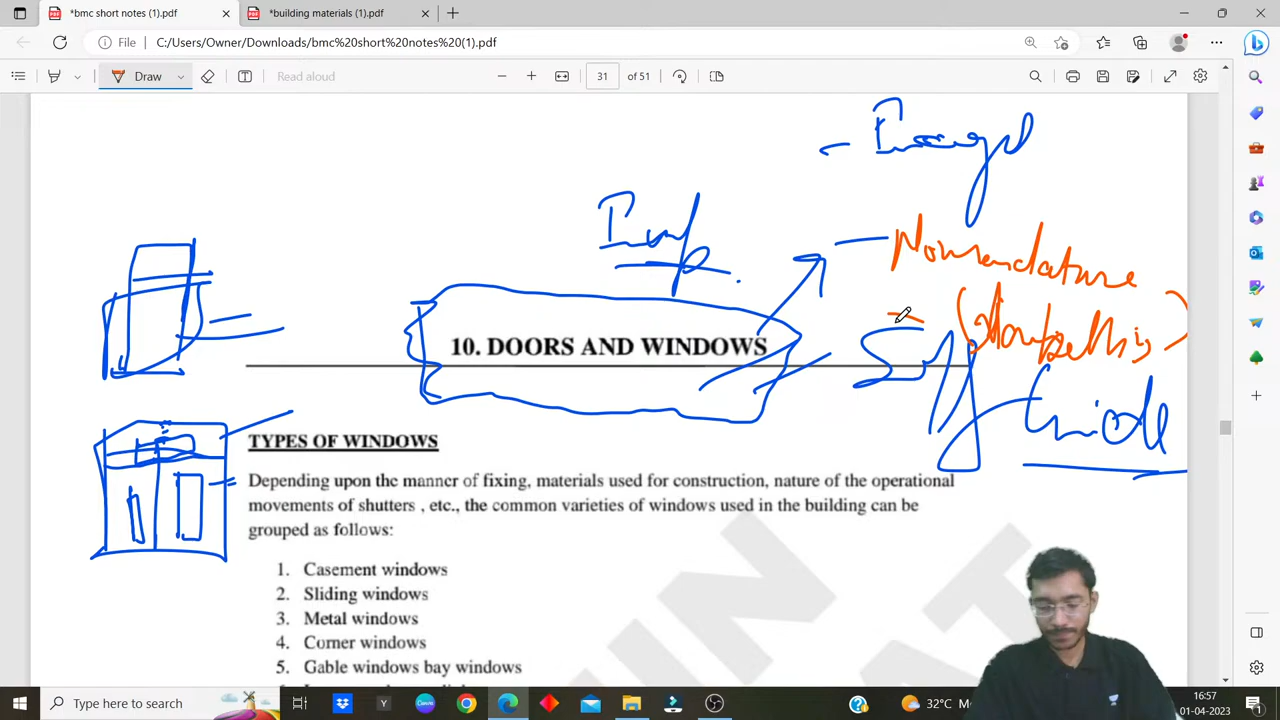 *bmc short notes (1).pdf
*building materials (1).pdf
File
C:/Users/Owner/Downloads/bmc%20short%20notes%20(1).pdf
Draw
Read aloud
31
of 51
Imp
Nomenclature
10. DOORS AND WINDOWS
TYPES OF WINDOWS
Depending upon the manner of fixing, materials used for construction, nature of the operational
movements of shutters , etc., the common varieties of windows used in the building can be
grouped as follows:
1. Casement windows
2. Sliding windows
3. Metal windows
4. Corner windows
5. Gable windows bay windows
Type here to search
Y
32°C
16:57
01-04-2023